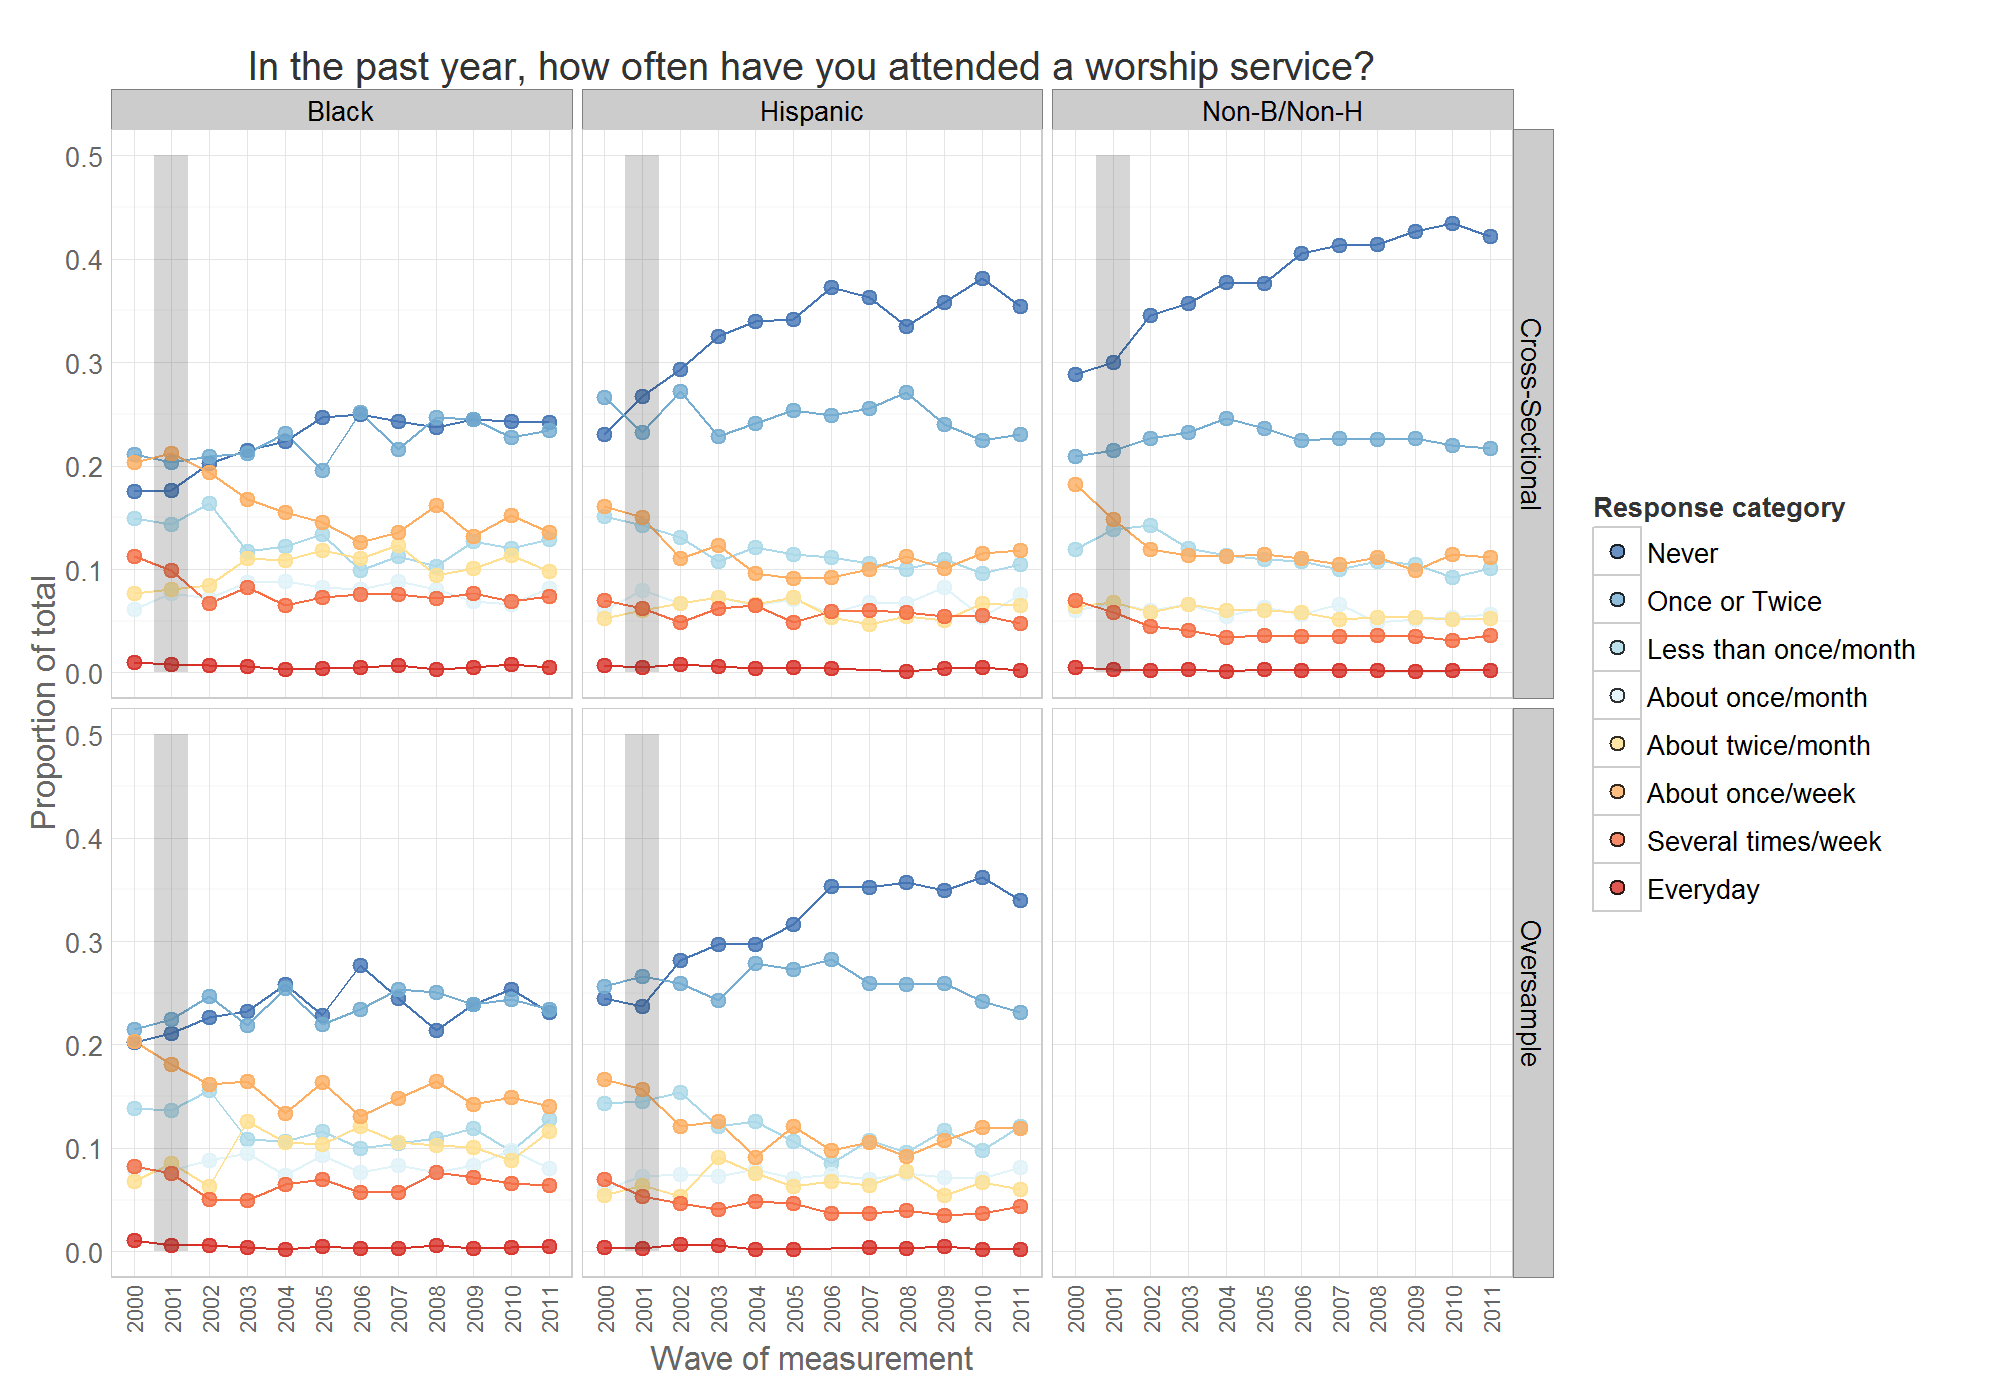 In the past year, how often have you attended a worship service?
Black
Hispanic
Non-B/Non-H
0.5
0.4
0.3
0.2
0.1
0.0
Cross-Sectional
0.5
0.4
0.3
0.2
0.1
0.0
Oversample
Proportion of total
2000 2001 2002 2003 2004 2005 2006 2007 2008 2009 2010 2011
2000 2001 2002 2003 2004 2005 2006 2007 2008 2009 2010 2011
2000 2001 2002 2003 2004 2005 2006 2007 2008 2009 2010 2011
Wave of measurement
Response category
Never
Once or Twice
Less than once/month
About once/month
About twice/month
About once/week
Several times/week
Everyday